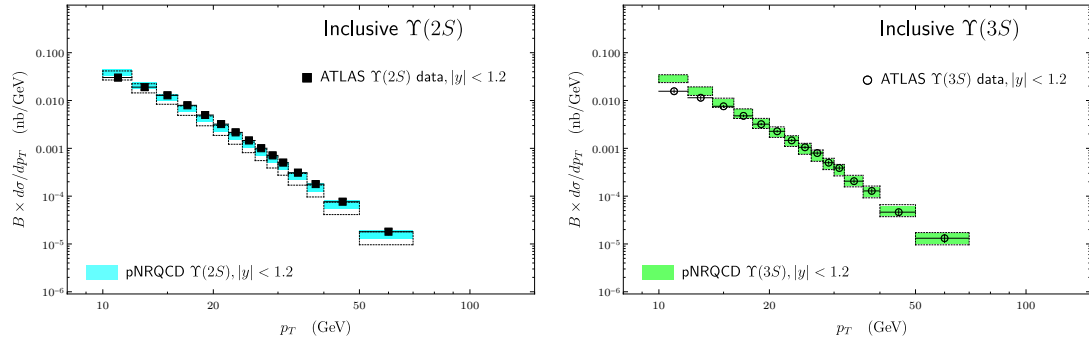 Inclusive ϒ(2S)
ATLAS ϒ(2S) data, |y| < 1.2
pNRQCD ϒ(2S), |y| < 1.2
B × dσ/dp_T (nb/GeV)
0.100
0.010
0.001
10⁻⁴
10⁻⁵
10⁻⁶
10
20
50
100
p_T (GeV)
Inclusive ϒ(3S)
ATLAS ϒ(3S) data, |y| < 1.2
pNRQCD ϒ(3S), |y| < 1.2
B × dσ/dp_T (nb/GeV)
0.100
0.010
0.001
10⁻⁴
10⁻⁵
10⁻⁶
10
20
50
100
p_T (GeV)